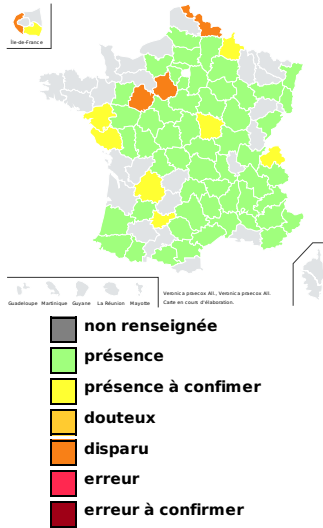 Île-de-France
Guadeloupe Martinique Guyane La Réunion Mayotte
Veronica praecox All., Veronica praecox All.
Carte en cours d'élaboration.
non renseignée
présence
présence à confimer
douteux
disparu
erreur
erreur à confirmer